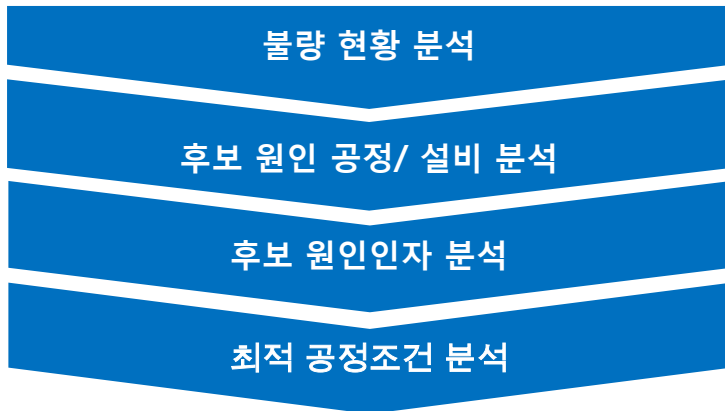 불량 현황 분석
후보 원인 공정/ 설비 분석
후보 원인인자 분석
최적 공정조건 분석